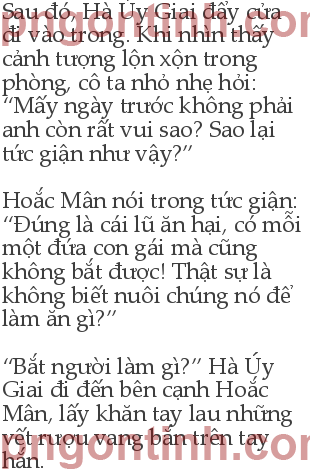 Sau đó, Hà Úy Giai đẩy cửa
đi vào trong. Khi nhìn thấy
cảnh tượng lộn xộn trong
phòng, cô ta nhỏ nhẹ hỏi:
“Mấy ngày trước không phải
anh còn rất vui sao? Sao lại
tức giận như vậy?”
Hoắc Mân nói trong tức giận:
“Đúng là cái lũ ăn hại, có mỗi
một đứa con gái mà cũng
không bắt được! Thật sự là
không biết nuôi chúng nó để
làm ăn gì?”
“Bắt người làm gì?” Hà Úy
Giai đi đến bên cạnh Hoắc
Mân, lấy khăn tay lau những
vết rượu vang bắn trên tay
hắn.
pngontinh.com
pngontinh.com